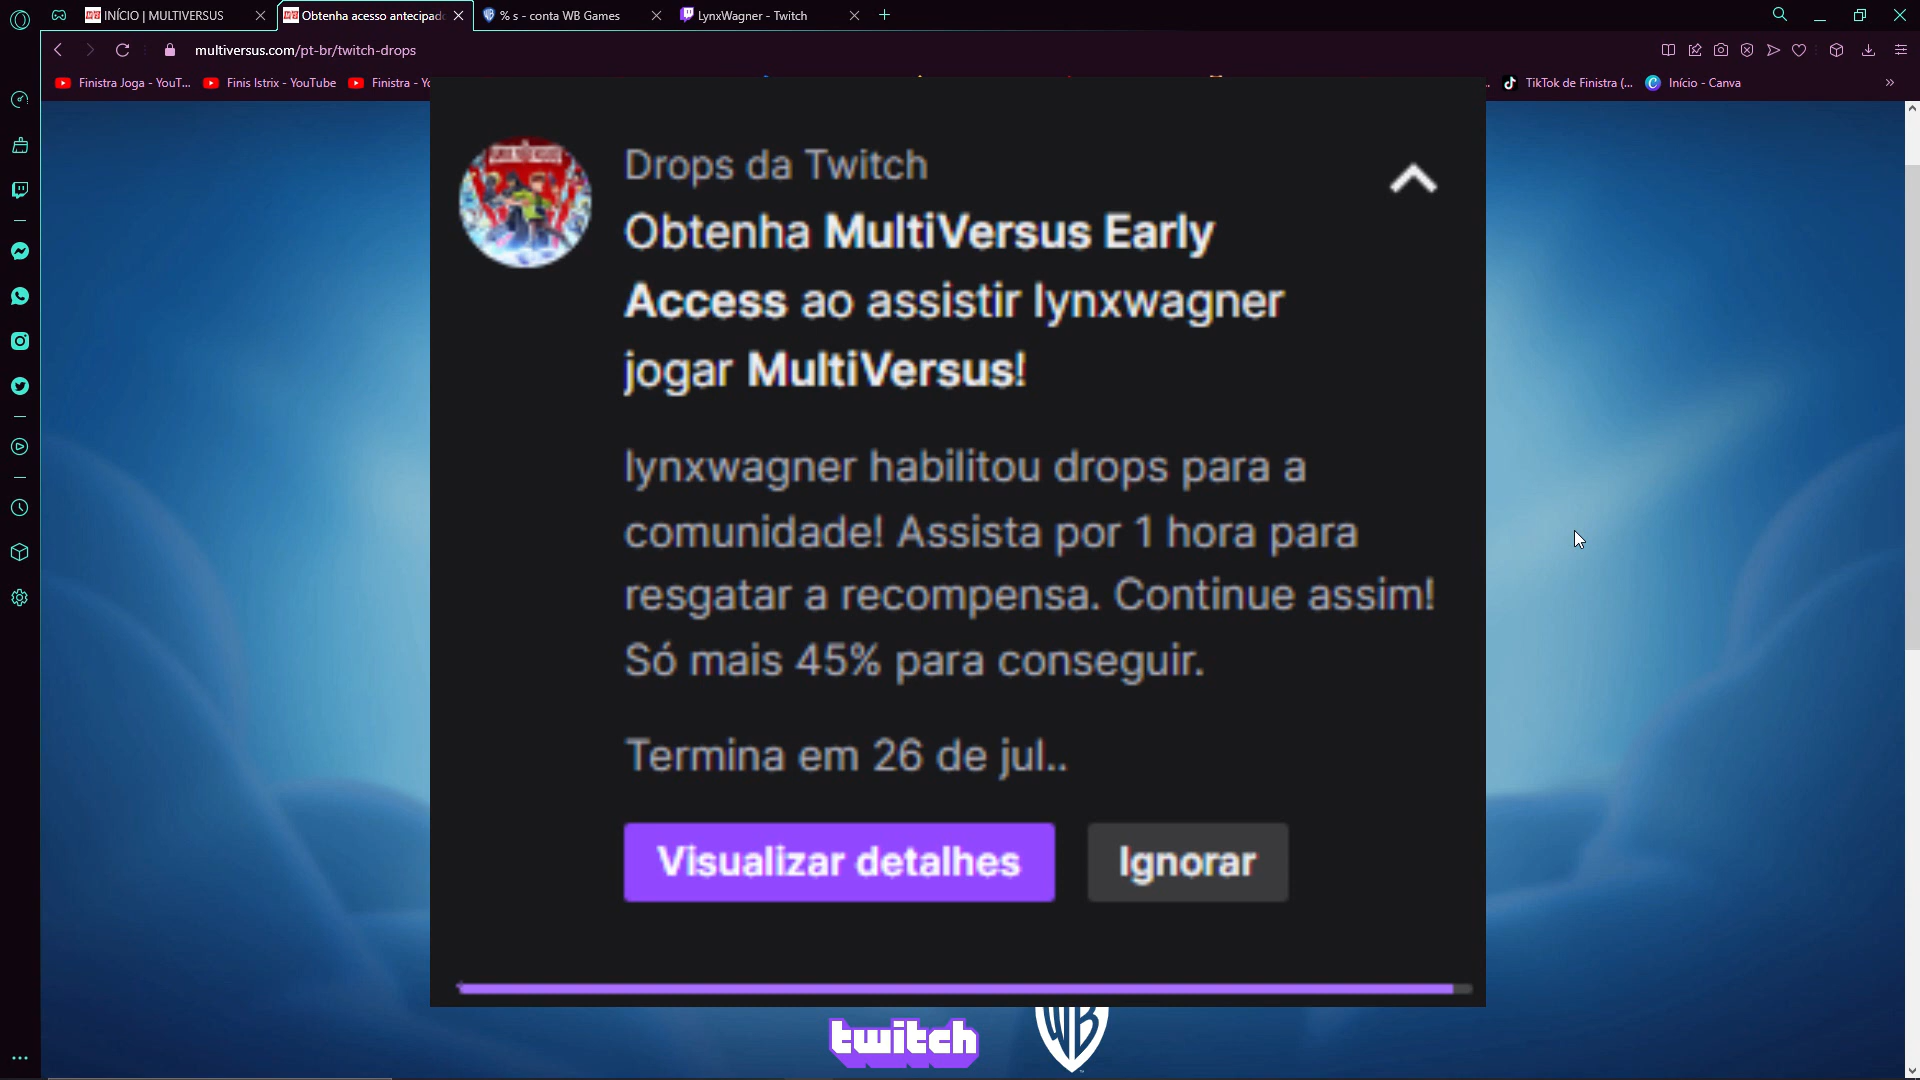 INÍCIO | MULTIVERSUS
Obtenha acesso antecipad
% s - conta WB Games
LynxWagner - Twitch
multiversus.com/pt-br/twitch-drops
Finistra Joga - YouT...
Finis Istrix - YouTube
Finistra - Yo
TikTok de Finistra (...
Início - Canva
Drops da Twitch
Obtenha MultiVersus Early
Access ao assistir lynxwagner
jogar MultiVersus!
lynxwagner habilitou drops para a
comunidade! Assista por 1 hora para
resgatar a recompensa. Continue assim!
Só mais 45% para conseguir.
Termina em 26 de jul..
Visualizar detalhes
Ignorar
twitch
WB